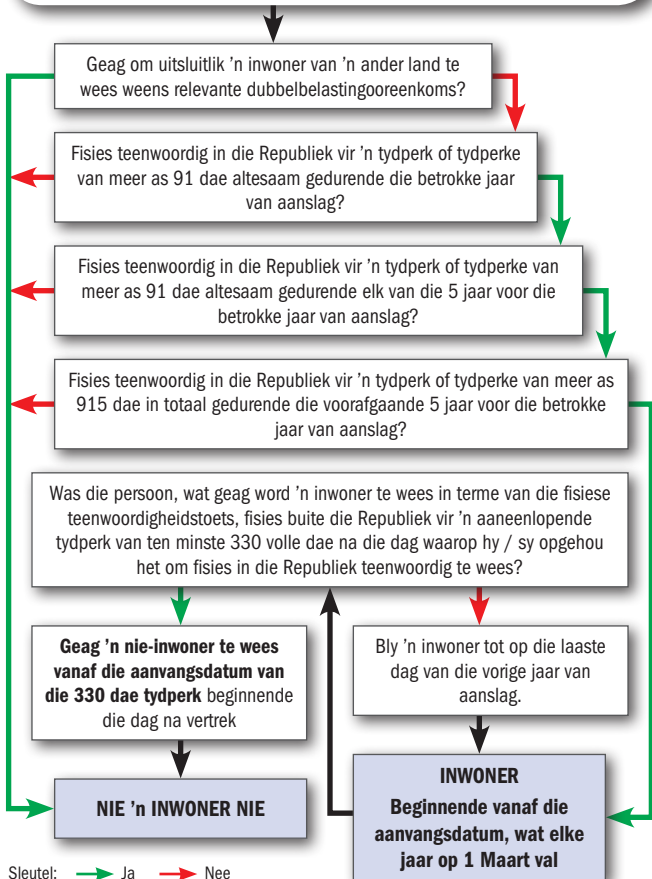 Geag om uitsluitlik 'n inwoner van 'n ander land te
wees weens relevante dubbelbelastingooreenkoms?
Fisies teenwoordig in die Republiek vir 'n tydperk of tydperke
van meer as 91 dae altesaam gedurende die betrokke jaar
van aanslag?
Fisies teenwoordig in die Republiek vir 'n tydperk of tydperke van
meer as 91 dae altesaam gedurende elk van die 5 jaar voor die
betrokke jaar van aanslag?
Fisies teenwoordig in die Republiek vir 'n tydperk of tydperke van meer as
915 dae in totaal gedurende die voorafgaande 5 jaar voor die betrokke
jaar van aanslag?
Was die persoon, wat geag word 'n inwoner te wees in terme van die fisiese
teenwoordigheidstoets, fisies buite die Republiek vir 'n aaneenlopende
tydperk van ten minste 330 volle dae na die dag waarop hy / sy opgehou
het om fisies in die Republiek teenwoordig te wees?
Geag 'n nie-inwoner te wees
vanaf die aanvangsdatum van
die 330 dae tydperk beginnende
die dag na vertrek
Bly 'n inwoner tot op die laaste
dag van die vorige jaar van
aanslag.
NIE 'n INWONER NIE
INWONER
Beginnende vanaf die
aanvangsdatum, wat elke
jaar op 1 Maart val
Sleutel: Ja Nee